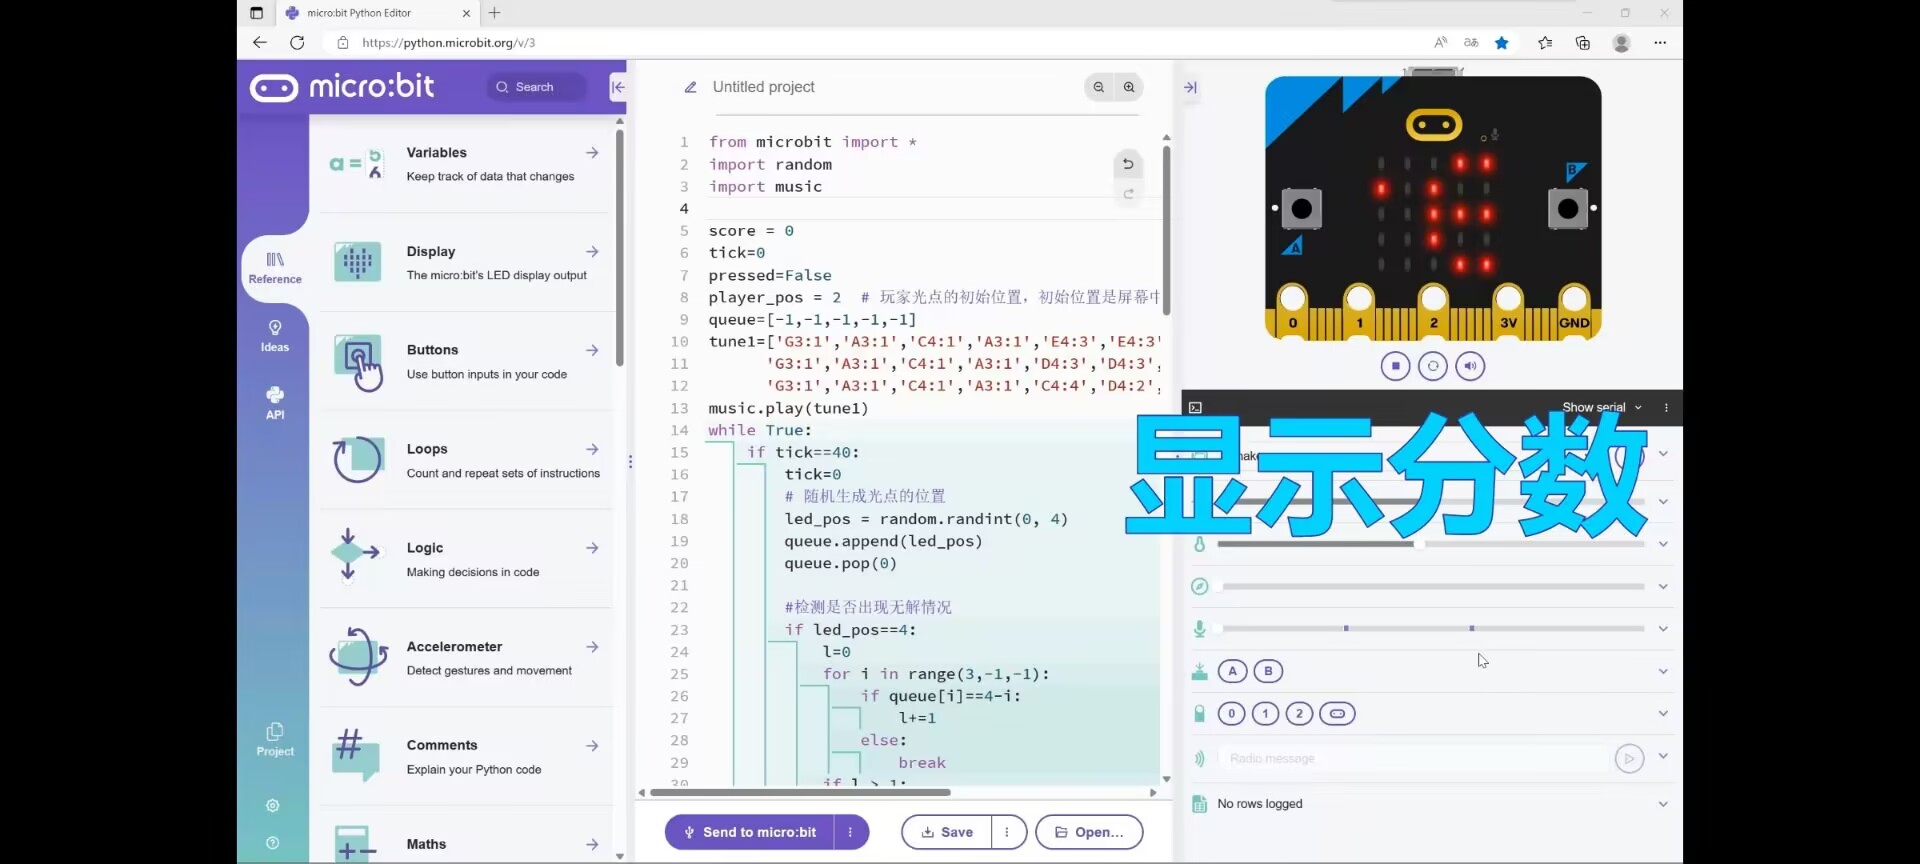 micro:bit Python Editor
https://python.microbit.org/v/3
micro:bit
Search
Reference
Ideas
API
Project
Variables
Keep track of data that changes
Display
The micro:bit's LED display output
Buttons
Use button inputs in your code
Loops
Count and repeat sets of instructions
Logic
Making decisions in code
Accelerometer
Detect gestures and movement
Comments
Explain your Python code
Maths
Untitled project
1 from microbit import *
2 import random
3 import music
4
5 score = 0
6 tick=0
7 pressed=False
8 player_pos = 2 # 玩家光点的初始位置，初始位置是屏幕中
9 queue=[-1,-1,-1,-1,-1]
10 tune1=['G3:1','A3:1','C4:1','A3:1','E4:3','E4:3'
11 'G3:1','A3:1','C4:1','A3:1','D4:3','D4:3',
12 'G3:1','A3:1','C4:1','A3:1','C4:4','D4:2',
13 music.play(tune1)
14 while True:
15 if tick==40:
16 tick=0
17 # 随机生成光点的位置
18 led_pos = random.randint(0, 4)
19 queue.append(led_pos)
20 queue.pop(0)
21
22 #检测是否出现无解情况
23 if led_pos==4:
24 l=0
25 for i in range(3,-1,-1):
26 if queue[i]==4-i:
27 l+=1
28 else:
29 break
30 if l > 1:
Send to micro:bit
Save
Open...
A
B
0 1 2 3V GND
Show serial
显示分数
A B
0 1 2
Radio message
No rows logged